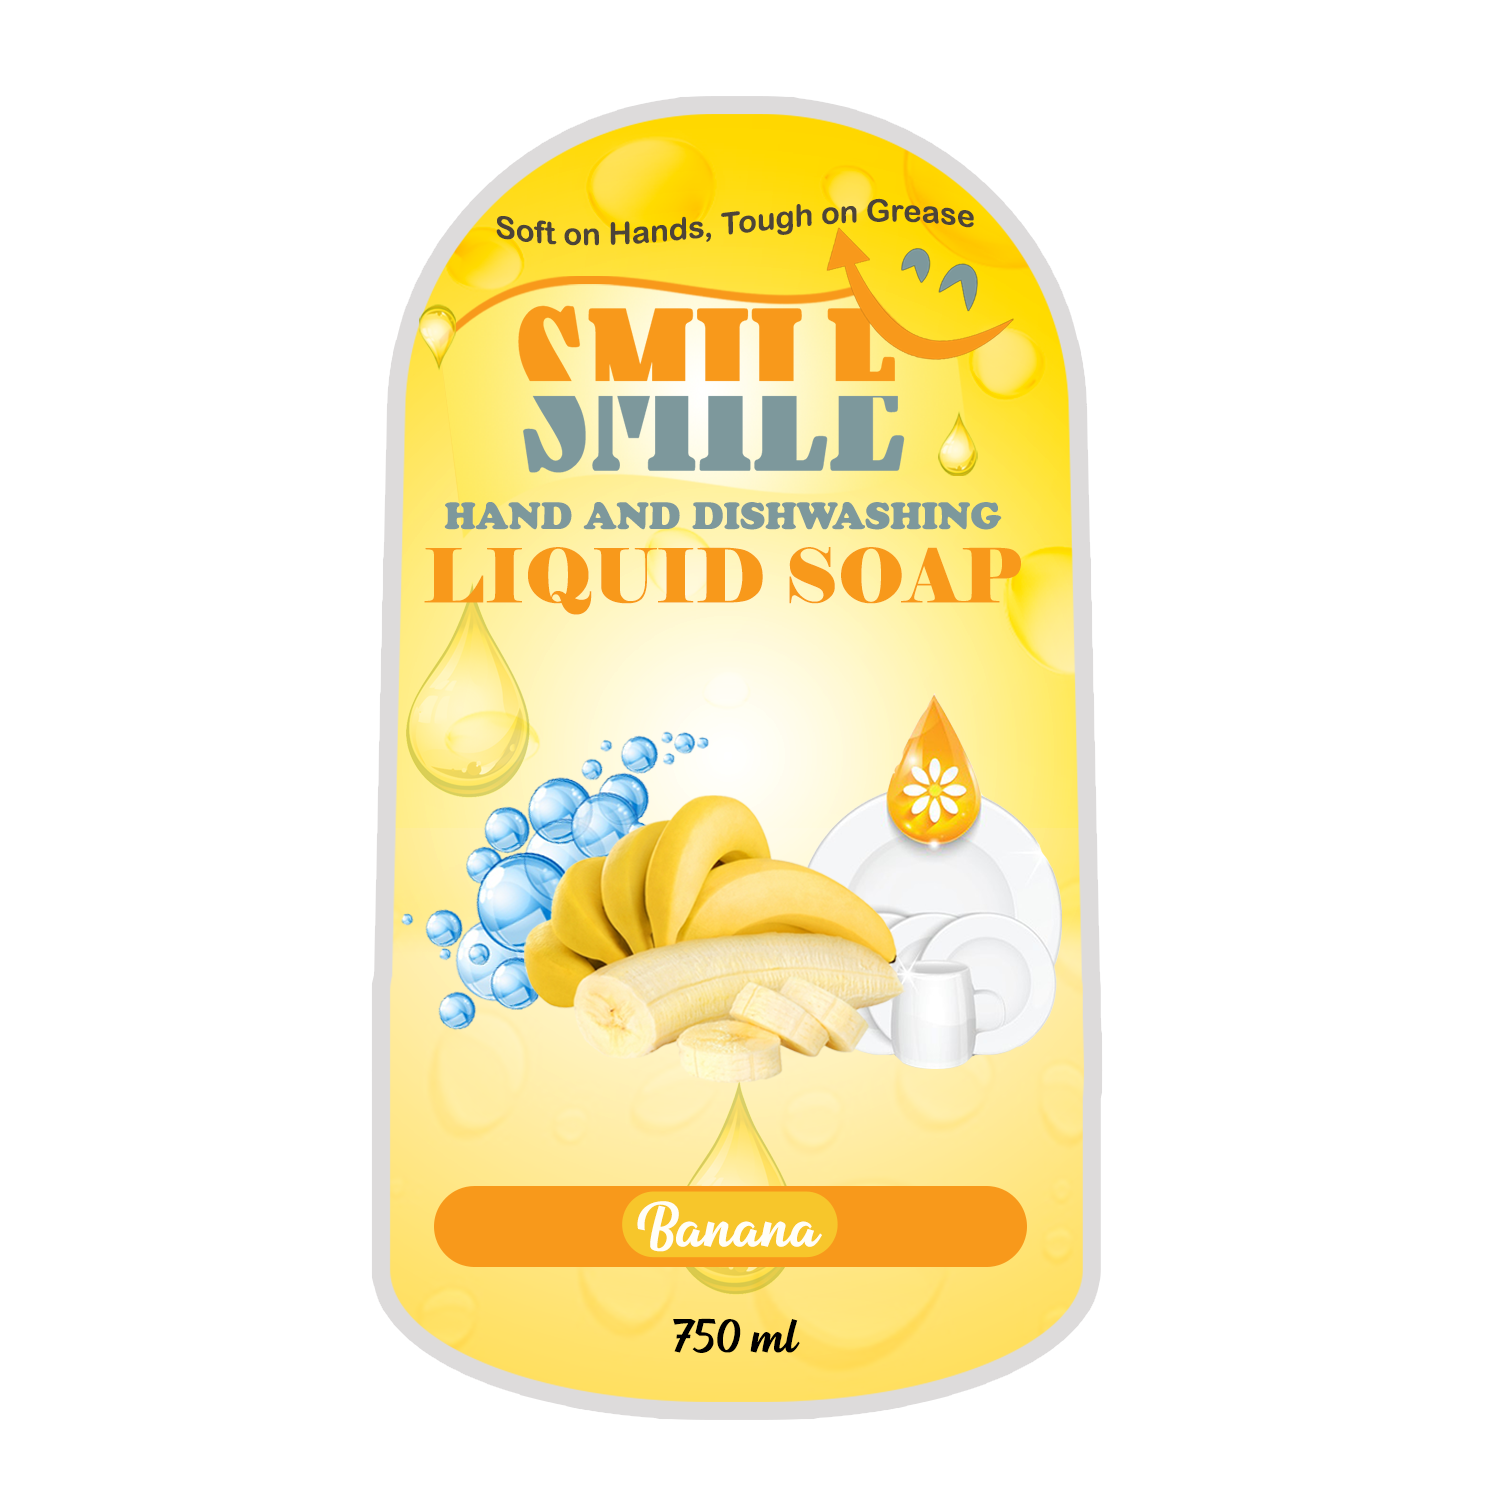 Soft on Hands, Tough on Grease
SMILE
SMILE
HAND AND DISHWASHING
LIQUID SOAP
Banana
750 ml